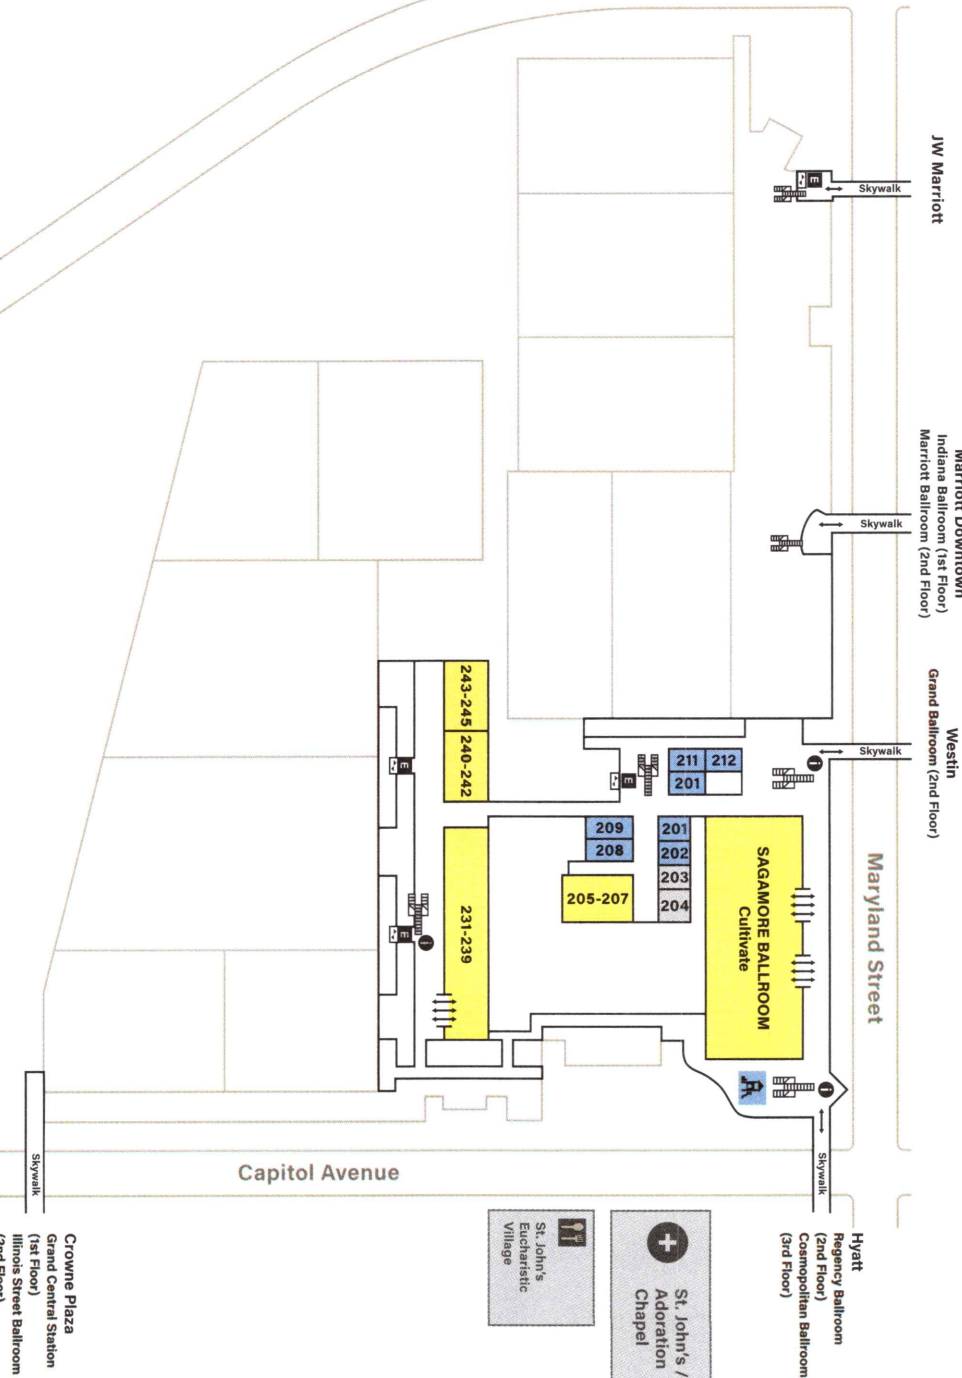 JW Marriott
Skywalk
E
Marriott Downtown
Indiana Ballroom (1st Floor)
Marriott Ballroom (2nd Floor)
Skywalk
Westin
Grand Ballroom (2nd Floor)
Skywalk
i
Maryland Street
243-245
240-242
E
211
212
201
E
209
208
201
202
203
204
205-207
SAGAMORE BALLROOM
Cultivate
231-239
E
i
i
Skywalk
Capitol Avenue
Skywalk
Hyatt
Regency Ballroom
(2nd Floor)
Cosmopolitan Ballroom
(3rd Floor)
St. John's /
Adoration
Chapel
St. John's
Eucharistic
Village
Crowne Plaza
Grand Central Station
(1st Floor)
Illinois Street Ballroom
(2nd Floor)